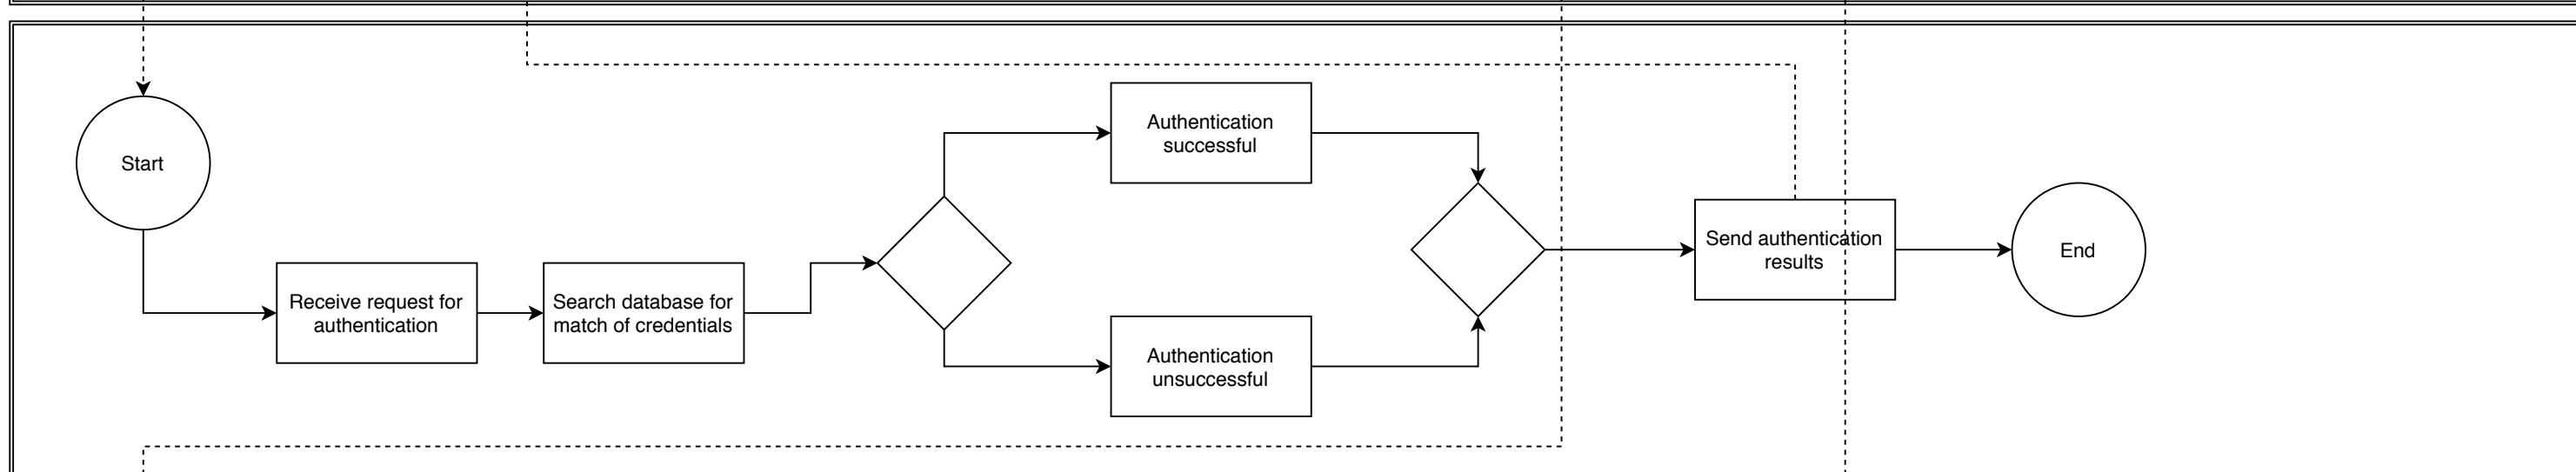 Start
Receive request for
authentication
Search database for
match of credentials
Authentication
successful
Authentication
unsuccessful
Send authentication
results
End